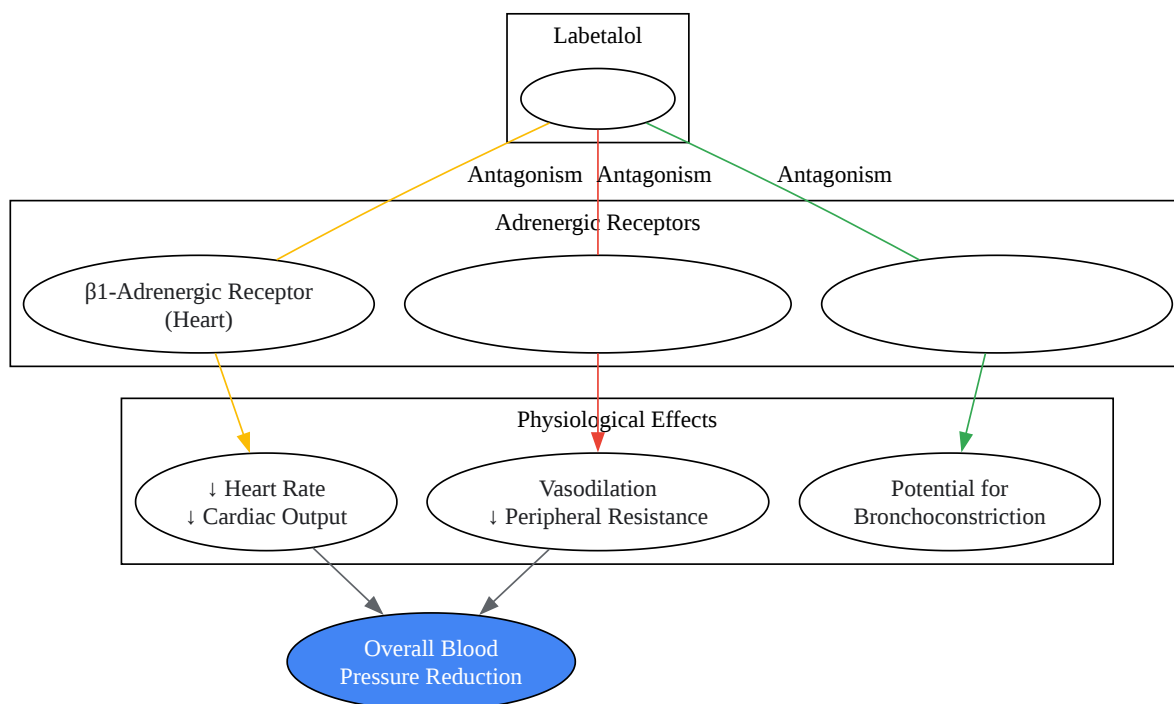 Labetalol
Antagonism
Antagonism
Antagonism
Adrenergic Receptors
β1-Adrenergic Receptor
(Heart)
Physiological Effects
↓ Heart Rate
↓ Cardiac Output
Vasodilation
↓ Peripheral Resistance
Potential for
Bronchoconstriction
Overall Blood
Pressure Reduction